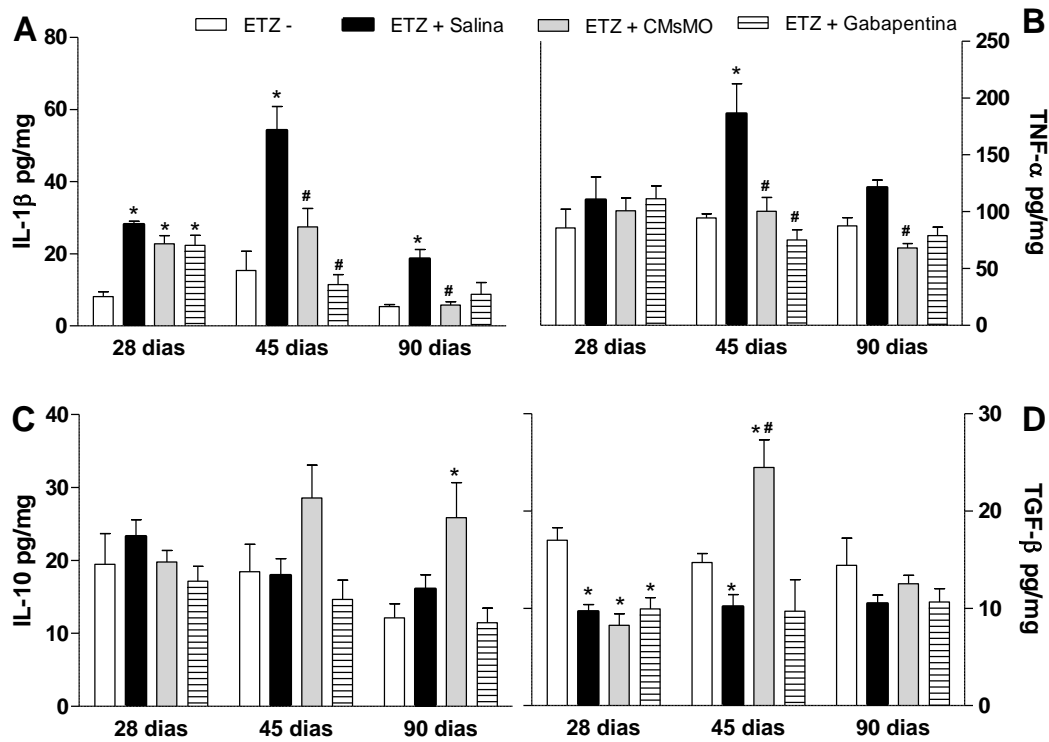 ETZ - ETZ + Salina ETZ + CMsMO ETZ + Gabapentina
A
IL-1β pg/mg
80
60
40
20
0
* * * * # # * #
28 dias 45 dias 90 dias
B
TNF-α pg/mg
250
200
150
100
50
0
* # # #
28 dias 45 dias 90 dias
C
IL-10 pg/mg
40
30
20
10
0
*
28 dias 45 dias 90 dias
D
TGF-β pg/mg
30
20
10
0
* * * * *#
28 dias 45 dias 90 dias